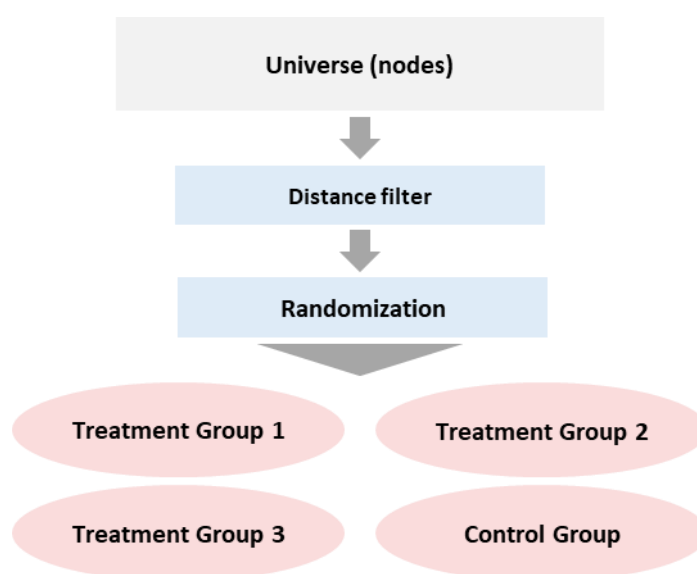 Universe (nodes)
Distance filter
Randomization
Treatment Group 1
Treatment Group 2
Treatment Group 3
Control Group